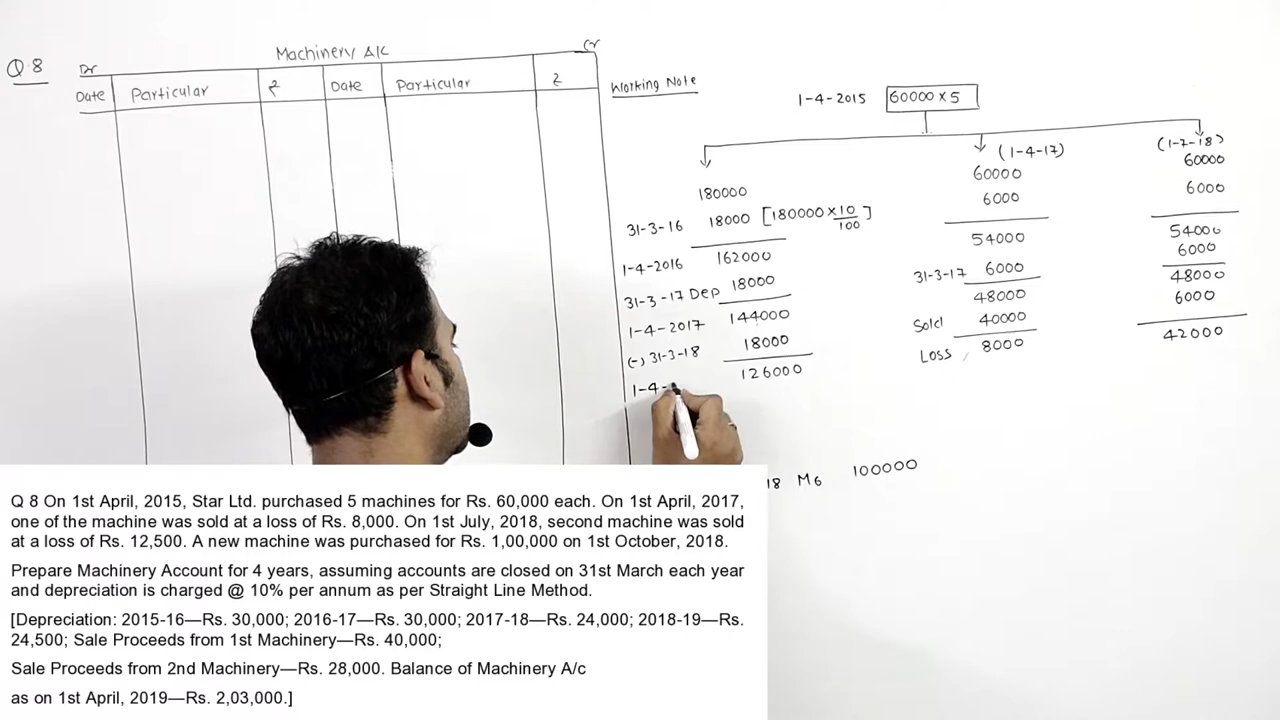 Q 8
Machinery A/c
Dr
Cr
Date Particular ₹ Date Particular ₹
Working Note
1-4-2015 60000 x 5
180000
31-3-16 18000 [180000 x 10/100]
1-4-2016 162000
31-3-17 Dep 18000
1-4-2017 144000
(-) 31-3-18 18000
126000
1-4-
(1-4-17)
60000
6000
54000
31-3-17 6000
48000
Sold 40000
Loss 8000
(1-7-18)
60000
6000
54000
6000
48000
6000
42000
18 M6 100000
Q 8 On 1st April, 2015, Star Ltd. purchased 5 machines for Rs. 60,000 each. On 1st April, 2017,
one of the machine was sold at a loss of Rs. 8,000. On 1st July, 2018, second machine was sold
at a loss of Rs. 12,500. A new machine was purchased for Rs. 1,00,000 on 1st October, 2018.
Prepare Machinery Account for 4 years, assuming accounts are closed on 31st March each year
and depreciation is charged @ 10% per annum as per Straight Line Method.
[Depreciation: 2015-16—Rs. 30,000; 2016-17—Rs. 30,000; 2017-18—Rs. 24,000; 2018-19—Rs.
24,500; Sale Proceeds from 1st Machinery—Rs. 40,000;
Sale Proceeds from 2nd Machinery—Rs. 28,000. Balance of Machinery A/c
as on 1st April, 2019—Rs. 2,03,000.]